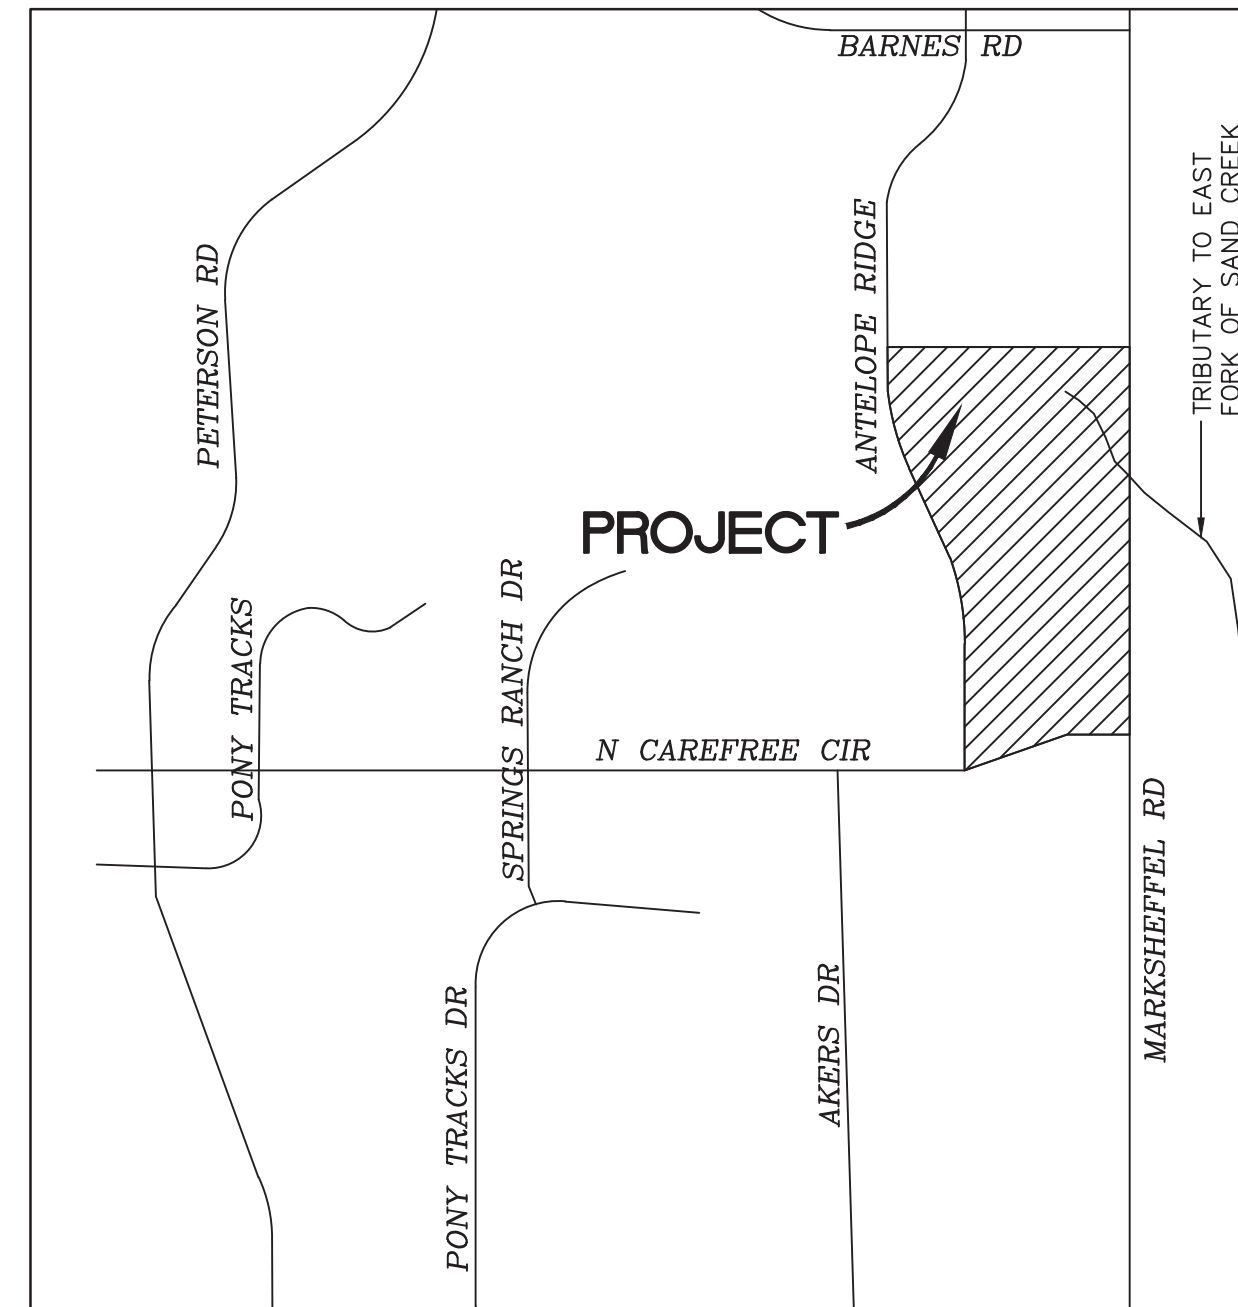 BARNES RD
TRIBUTARY TO EAST
FORK OF SAND CREEK
ANTELOPE RIDGE
PETERSON RD
PROJECT
SPRINGS RANCH DR
PONY TRACKS
N CAREFREE CIR
MARKSHEFFEL RD
AKERS DR
PONY TRACKS DR